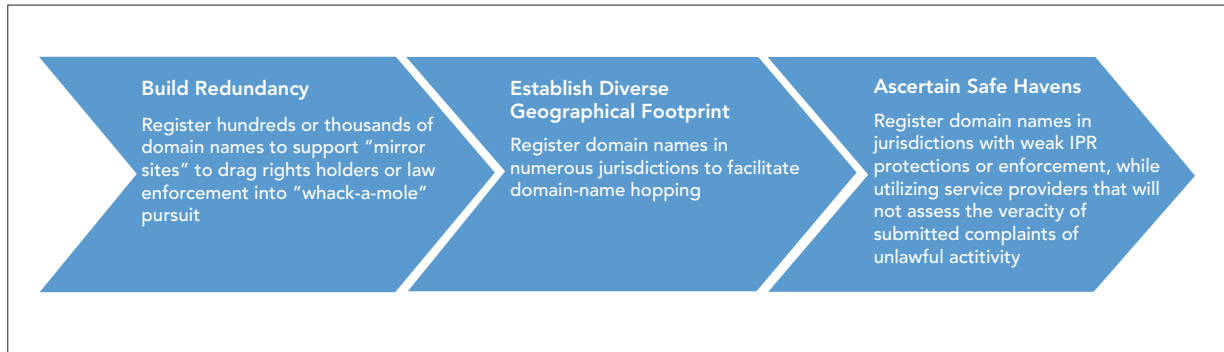 Build Redundancy
Register hundreds or thousands of
domain names to support “mirror
sites” to drag rights holders or law
enforcement into “whack-a-mole”
pursuit
Establish Diverse
Geographical Footprint
Register domain names in
numerous jurisdictions to facilitate
domain-name hopping
Ascertain Safe Havens
Register domain names in
jurisdictions with weak IPR
protections or enforcement, while
utilizing service providers that will
not assess the veracity of
submitted complaints of
unlawful actitivity